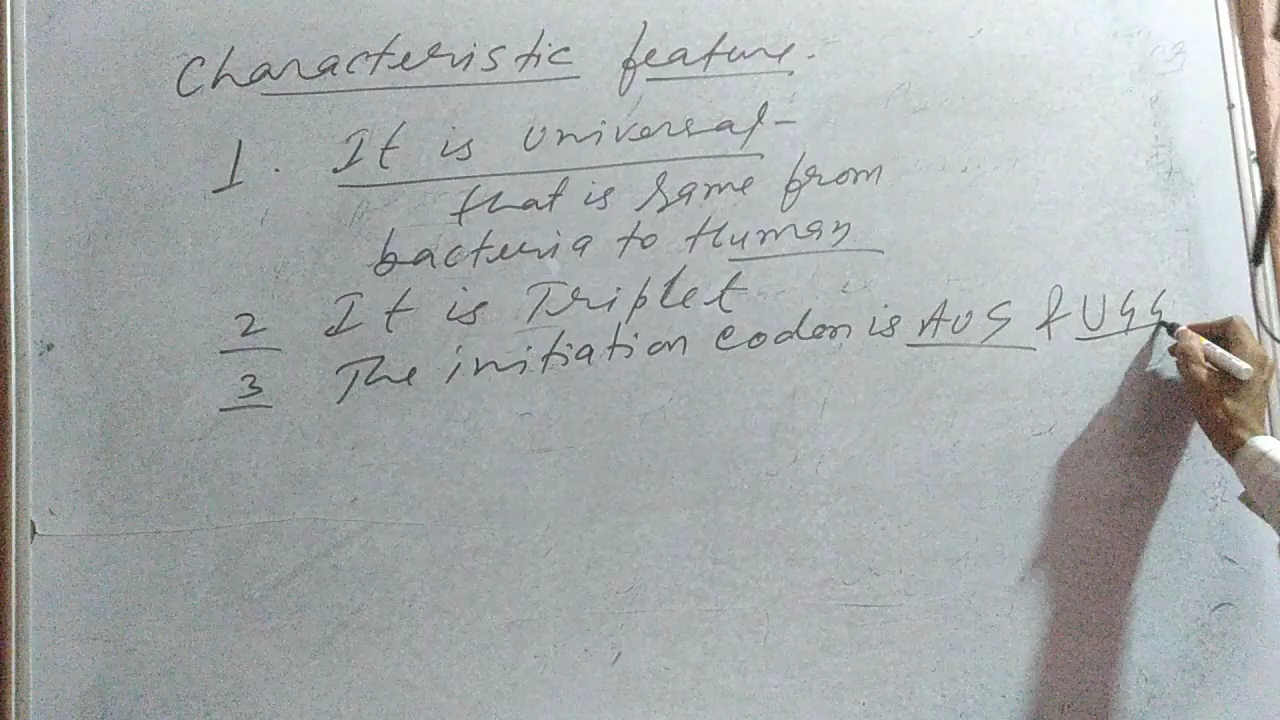 Characteristic feature.
1. It is Universal-
that is same from
bacteria to Human
2 It is Triplet
3 The initiation codon is AUG & UGG